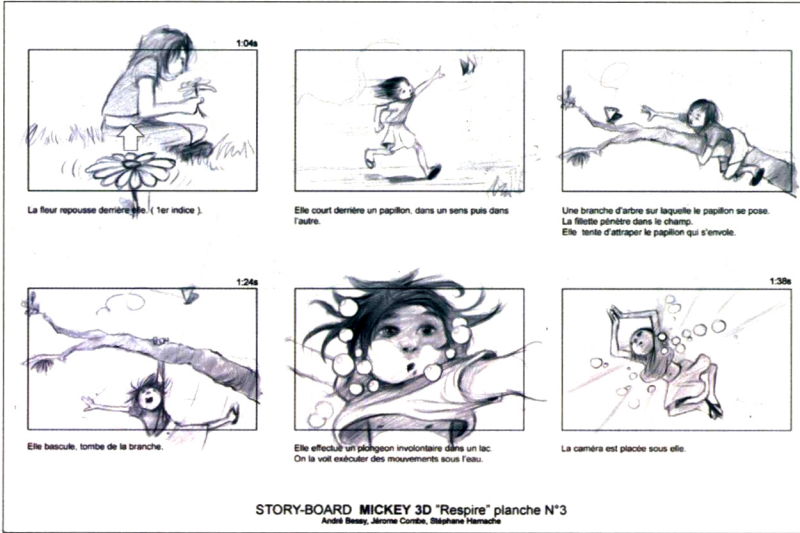 1:04s
La fleur repousse derrière elle. ( 1er indice ).
Elle court derrière un papillon, dans un sens puis dans
l'autre.
Une branche d'arbre sur laquelle le papillon se pose.
La fillette pénètre dans le champ.
Elle tente d'attraper le papillon qui s'envole.
1:24s
Elle bascule, tombe de la branche.
Elle effectue un plongeon involontaire dans un lac.
On la voit exécuter des mouvements sous l'eau.
1:38s
La caméra est placée sous elle.
STORY-BOARD MICKEY 3D "Respire" planche N°3
André Bessy, Jérome Combe, Stéphane Hamache